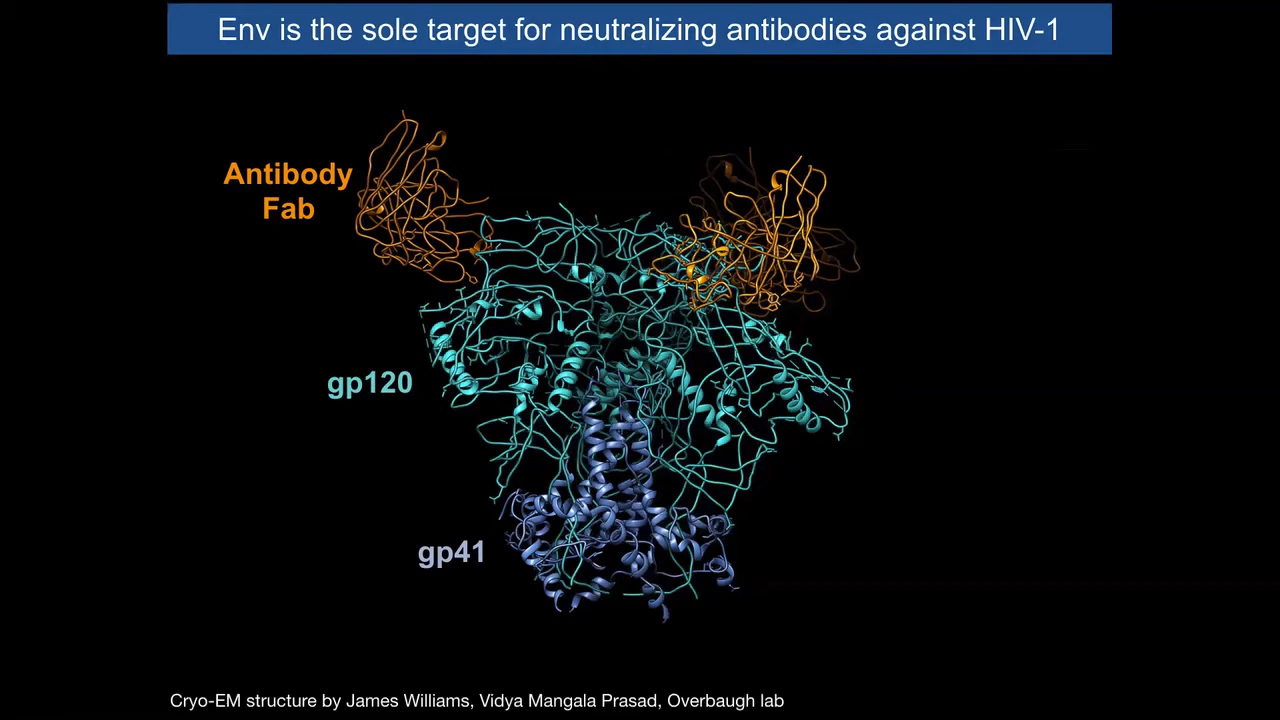 Env is the sole target for neutralizing antibodies against HIV-1
Antibody
Fab
gp120
gp41
Cryo-EM structure by James Williams, Vidya Mangala Prasad, Overbaugh lab